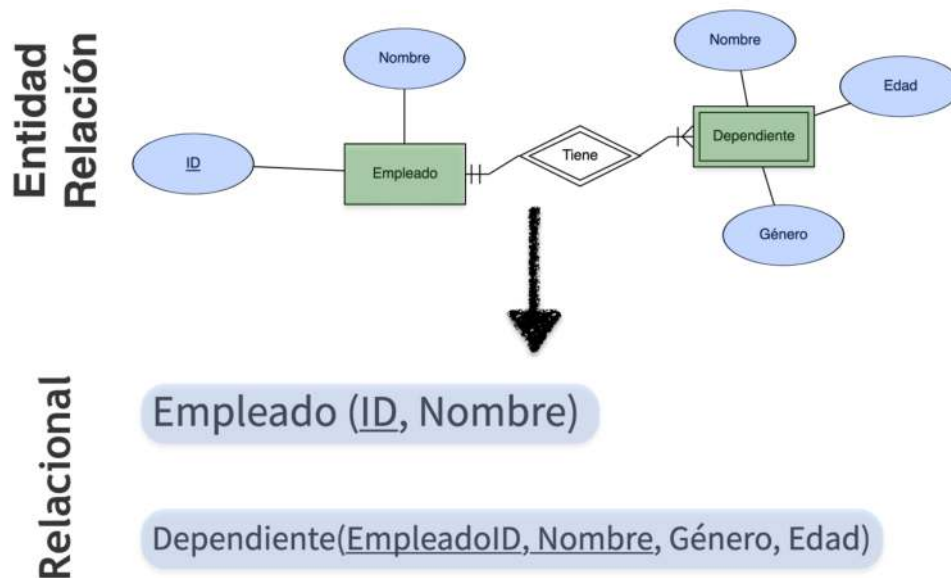 Entidad
Relación
Nombre
ID
Empleado
Tiene
Nombre
Edad
Dependiente
Género
Relacional
Empleado (ID, Nombre)
Dependiente(EmpleadoID, Nombre, Género, Edad)